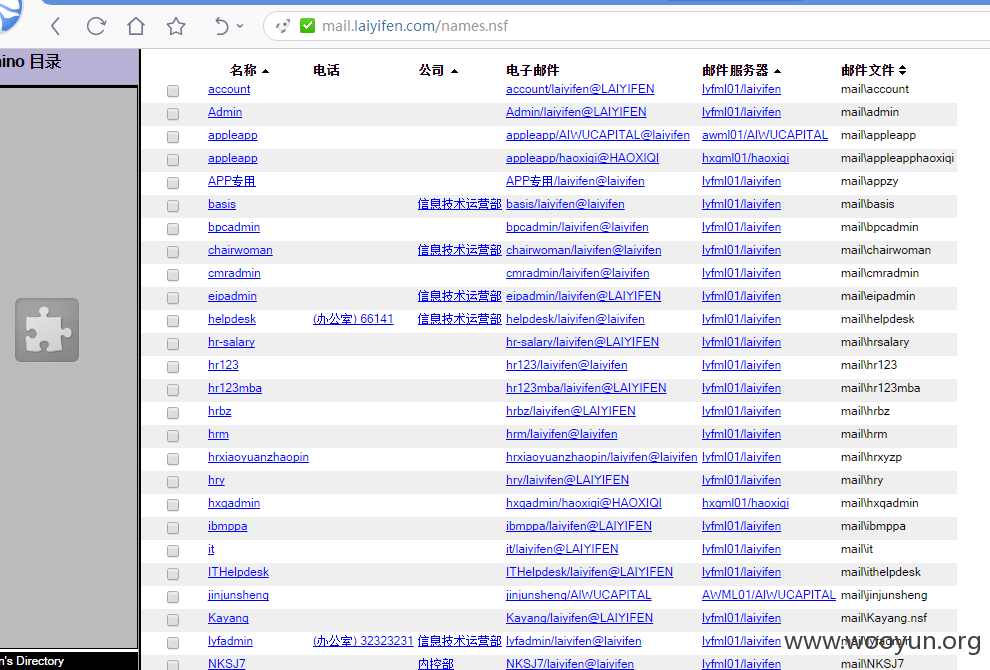 mail.laiyifen.com/names.nsf
ino 目录
名称 电话 公司 电子邮件 邮件服务器 邮件文件
account account/laiyifen@LAIYIFEN lyfml01/laiyifen mail\account
Admin Admin/laiyifen@LAIYIFEN lyfml01/laiyifen mail\admin
appleapp appleapp/AIWUCAPITAL@laiyifen awml01/AIWUCAPITAL mail\appleapp
appleapp appleapp/haoxiqi@HAOXIQI hxqml01/haoxiqi mail\appleapphaoxiqi
APP专用 APP专用/laiyifen@laiyifen lyfml01/laiyifen mail\appzy
basis 信息技术运营部 basis/laiyifen@laiyifen lyfml01/laiyifen mail\basis
bpcadmin bpcadmin/laiyifen@laiyifen lyfml01/laiyifen mail\bpcadmin
chairwoman 信息技术运营部 chairwoman/laiyifen@laiyifen lyfml01/laiyifen mail\chairwoman
cmradmin cmradmin/laiyifen@laiyifen lyfml01/laiyifen mail\cmradmin
eipadmin 信息技术运营部 eipadmin/laiyifen@LAIYIFEN lyfml01/laiyifen mail\eipadmin
helpdesk (办公室) 66141 信息技术运营部 helpdesk/laiyifen@laiyifen lyfml01/laiyifen mail\helpdesk
hr-salary hr-salary/laiyifen@LAIYIFEN lyfml01/laiyifen mail\hrsalary
hr123 hr123/laiyifen@laiyifen lyfml01/laiyifen mail\hr123
hr123mba hr123mba/laiyifen@LAIYIFEN lyfml01/laiyifen mail\hr123mba
hrbz hrbz/laiyifen@LAIYIFEN lyfml01/laiyifen mail\hrbz
hrm hrm/laiyifen@laiyifen lyfml01/laiyifen mail\hrm
hrxiaoyuanzhaopin hrxiaoyuanzhaopin/laiyifen@laiyifen lyfml01/laiyifen mail\hrxyzp
hry hry/laiyifen@LAIYIFEN lyfml01/laiyifen mail\hry
hxqadmin hxqadmin/haoxiqi@HAOXIQI hxqml01/haoxiqi mail\hxqadmin
ibmppa ibmppa/laiyifen@LAIYIFEN lyfml01/laiyifen mail\ibmppa
it it/laiyifen@LAIYIFEN lyfml01/laiyifen mail\it
ITHelpdesk ITHelpdesk/laiyifen@LAIYIFEN lyfml01/laiyifen mail\ithelpdesk
jinjunsheng jinjunsheng/AIWUCAPITAL AWML01/AIWUCAPITAL mail\jinjunsheng
Kayang Kayang/laiyifen@LAIYIFEN lyfml01/laiyifen mail\Kayang.nsf
lyfadmin (办公室) 32323231 信息技术运营部 lyfadmin/laiyifen@laiyifen lyfml01/laiyifen mail\lyfadmin
www.wooyun.org
n's Directory
NKSJ7 内控部 NKSJ7/laiyifen@laiyifen lyfml01/laiyifen mail\NKSJ7